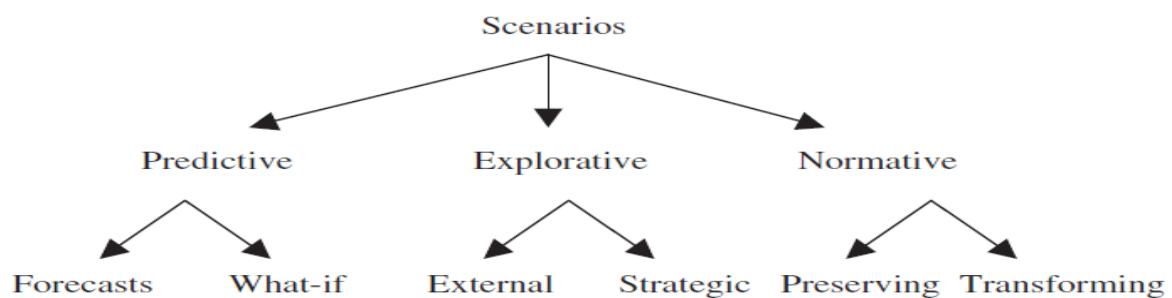 Scenarios
Predictive Explorative Normative
Forecasts What-if External Strategic Preserving Transforming